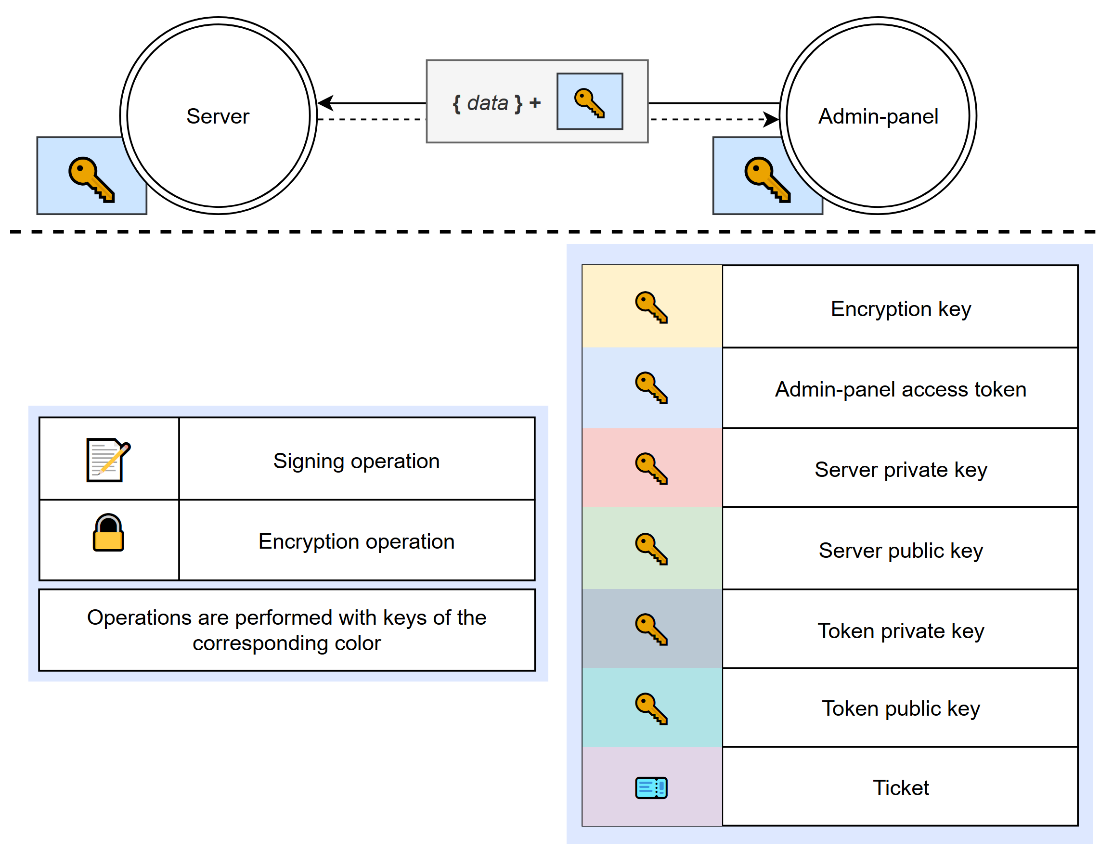 Server
{ data } +
Admin-panel
Signing operation
Encryption operation
Operations are performed with keys of the
corresponding color
Encryption key
Admin-panel access token
Server private key
Server public key
Token private key
Token public key
Ticket